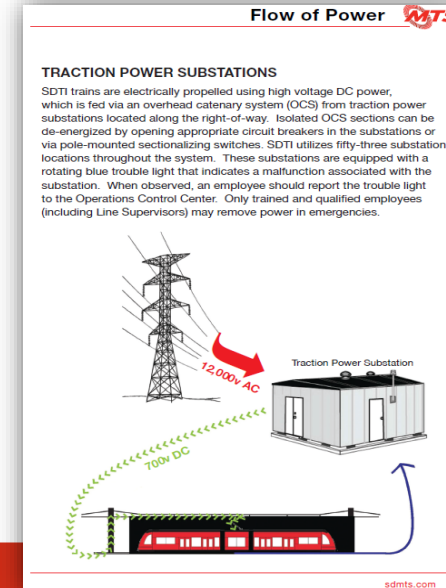 Flow of Power
MTS
TRACTION POWER SUBSTATIONS
SDTI trains are electrically propelled using high voltage DC power,
which is fed via an overhead catenary system (OCS) from traction power
substations located along the right-of-way. Isolated OCS sections can be
de-energized by opening appropriate circuit breakers in the substations or
via pole-mounted sectionalizing switches. SDTI utilizes fifty-three substation
locations throughout the system. These substations are equipped with a
rotating blue trouble light that indicates a malfunction associated with the
substation. When observed, an employee should report the trouble light
to the Operations Control Center. Only trained and qualified employees
(including Line Supervisors) may remove power in emergencies.
Traction Power Substation
12,000v AC
700v DC
sdmts.com